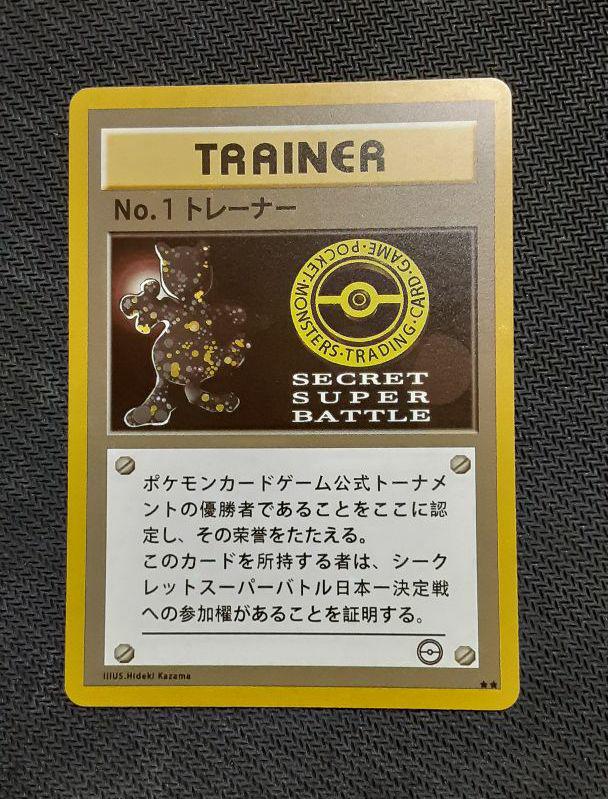 TRAINER
No.1 トレーナー
POCKET·MONSTERS·TRADING·CARD·GAME·
SECRET
SUPER
BATTLE
ポケモンカードゲーム公式トーナメ
ントの優勝者であることをここに認
定し、その栄誉をたたえる。
このカードを所持する者は、シーク
レットスーパーバトル日本一決定戦
への参加権があることを証明する。
IllUS.Hideki Kazama